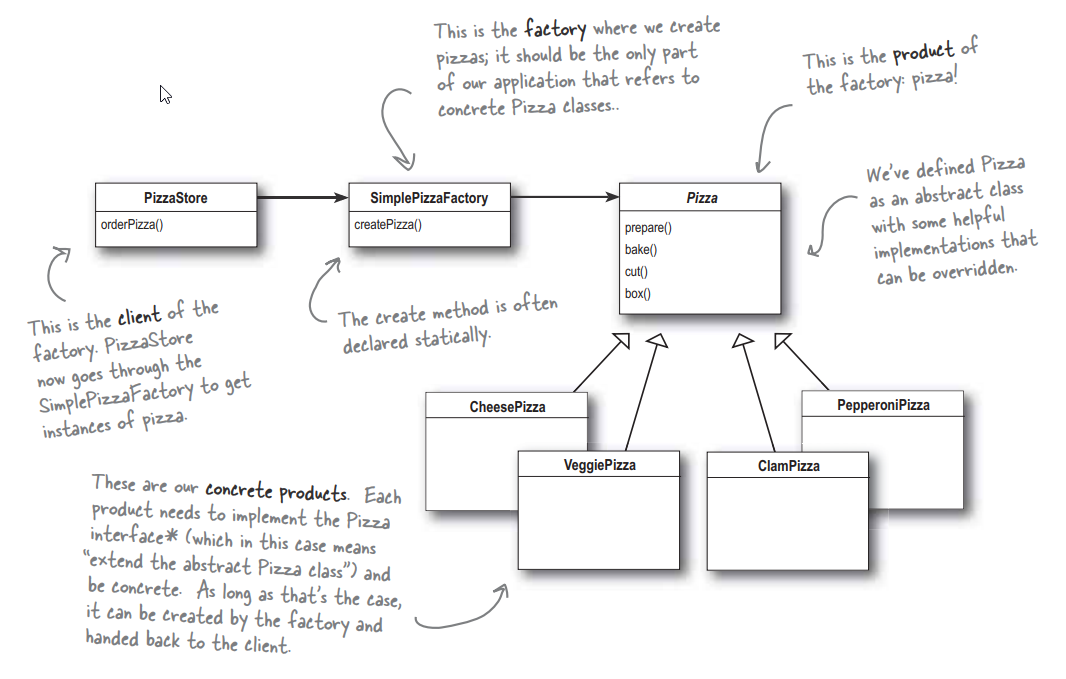 This is the factory where we create
pizzas; it should be the only part
of our application that refers to
concrete Pizza classes..
This is the product of
the factory: pizza!
We've defined Pizza
as an abstract class
with some helpful
implementations that
can be overridden.
PizzaStore
orderPizza()
SimplePizzaFactory
createPizza()
Pizza
prepare()
bake()
cut()
box()
This is the client of the
factory. PizzaStore
now goes through the
SimplePizzaFactory to get
instances of pizza.
The create method is often
declared statically.
CheesePizza
VeggiePizza
ClamPizza
PepperoniPizza
These are our concrete products. Each
product needs to implement the Pizza
interface* (which in this case means
“extend the abstract Pizza class”) and
be concrete. As long as that's the case,
it can be created by the factory and
handed back to the client.